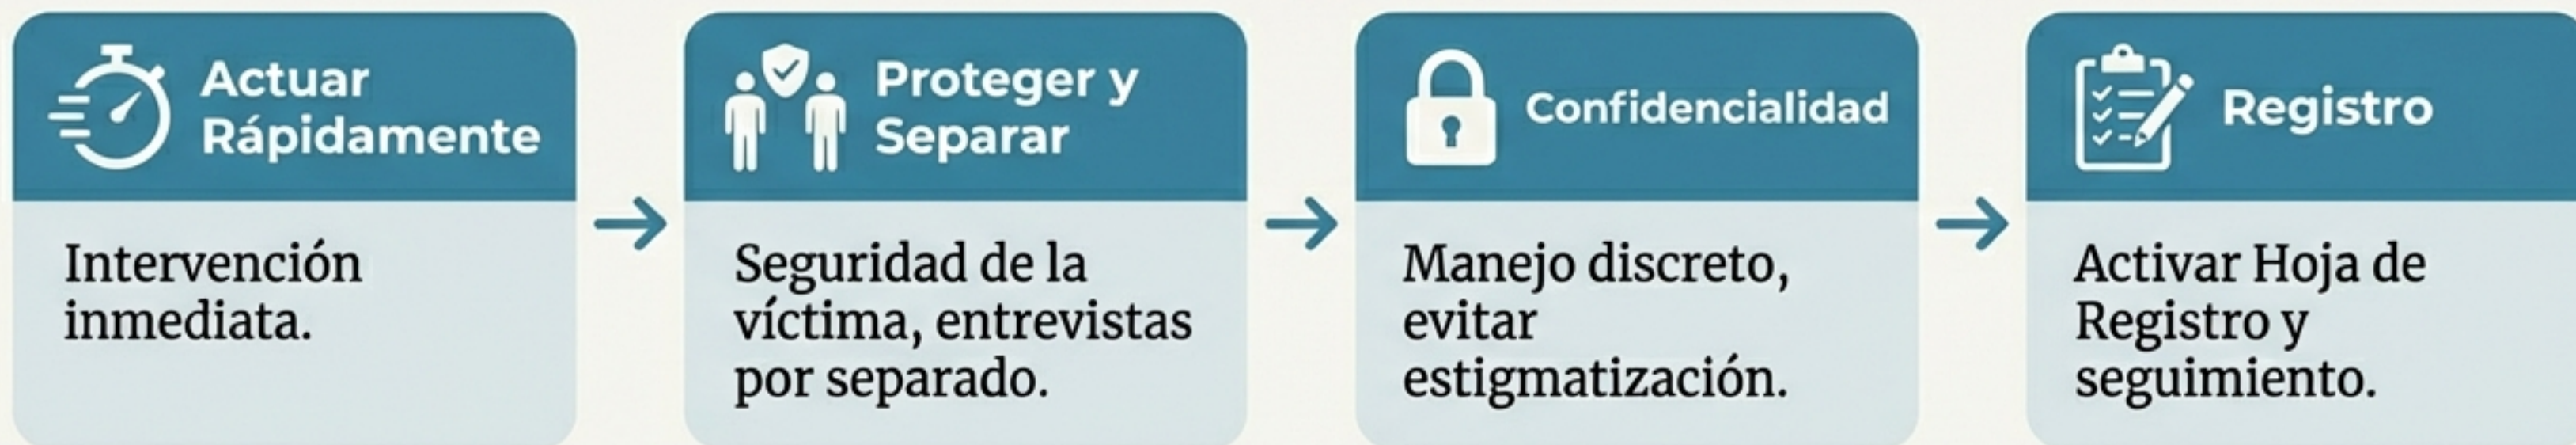 Actuar
Rápidamente
Intervención
inmediata.
Proteger y
Separar
Seguridad de la
víctima, entrevistas
por separado.
Confidencialidad
Manejo discreto,
evitar
estigmatización.
Registro
Activar Hoja de
Registro y
seguimiento.